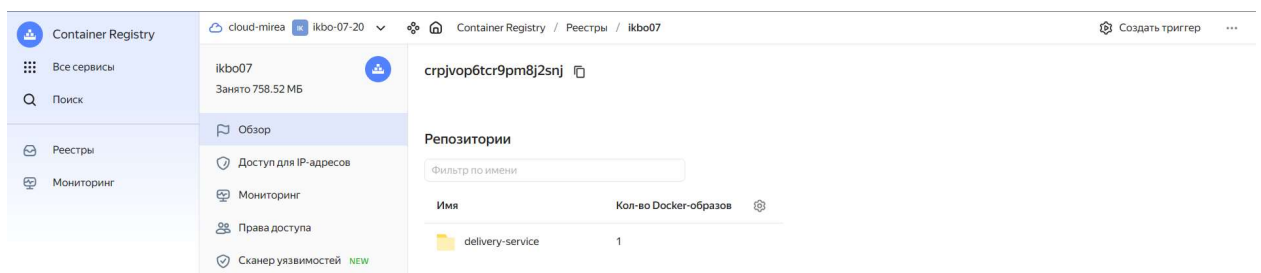 Container Registry
Все сервисы
Поиск
Реестры
Мониторинг
cloud-mirea IK ikbo-07-20
Container Registry / Реестры / ikbo07
Создать триггер
ikbo07
Занято 758.52 МБ
Обзор
Доступ для IP-адресов
Мониторинг
Права доступа
Сканер уязвимостей NEW
crpjvop6tcr9pm8j2snj
Репозитории
Фильтр по имени
Имя Кол-во Docker-образов
delivery-service 1